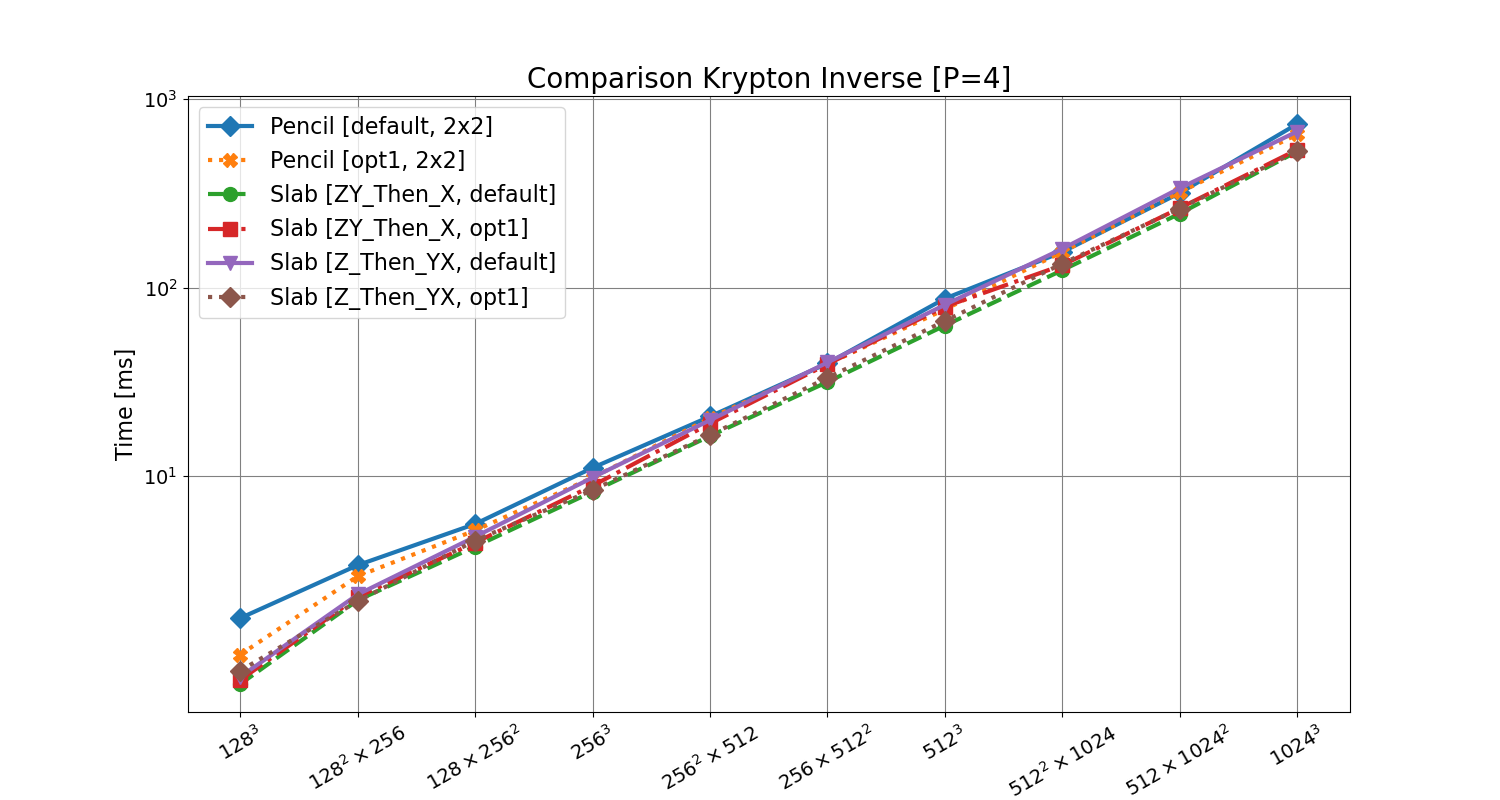 Comparison Krypton Inverse [P=4]
10³
10²
10¹
Time [ms]
Pencil [default, 2x2]
Pencil [opt1, 2x2]
Slab [ZY_Then_X, default]
Slab [ZY_Then_X, opt1]
Slab [Z_Then_YX, default]
Slab [Z_Then_YX, opt1]
128³
128² × 256
128 × 256²
256³
256² × 512
256 × 512²
512³
512² × 1024
512 × 1024²
1024³